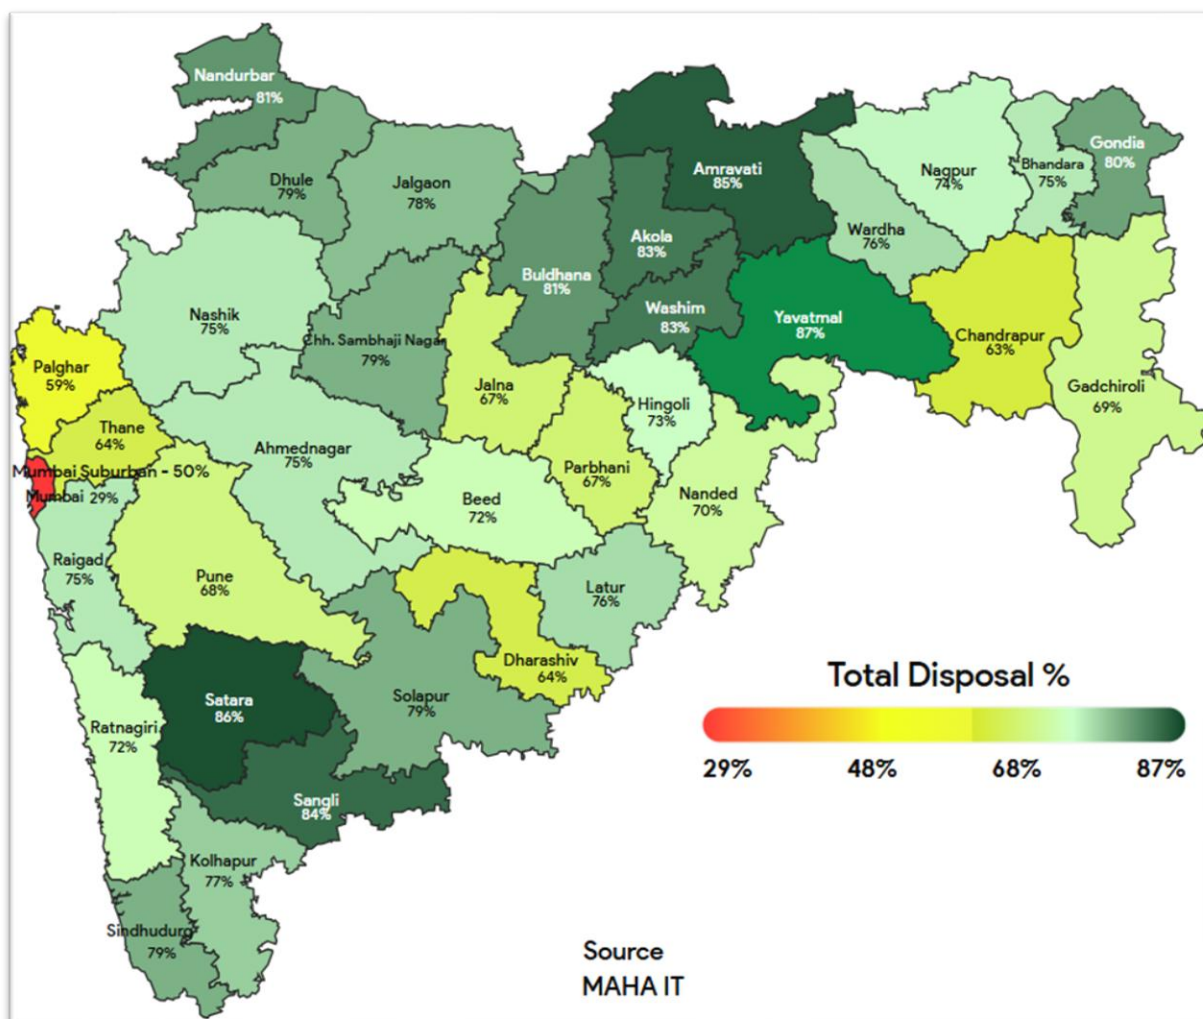 Nandurbar
81%
Dhule
79%
Jalgaon
78%
Buldhana
81%
Amravati
85%
Akola
83%
Washim
83%
Yavatmal
87%
Wardha
76%
Nagpur
74%
Bhandara
75%
Gondia
80%
Chandrapur
63%
Gadchiroli
69%
Nashik
75%
Chh. Sambhaji Nagar
79%
Jalna
67%
Hingoli
73%
Parbhani
67%
Nanded
70%
Palghar
59%
Thane
64%
Mumbai Suburban - 50%
Mumbai 29%
Ahmednagar
75%
Beed
72%
Latur
76%
Raigad
75%
Pune
68%
Dharashiv
64%
Solapur
79%
Satara
86%
Ratnagiri
72%
Sangli
84%
Kolhapur
77%
Sindhudurg
79%
Total Disposal %
29% 48% 68% 87%
Source
MAHA IT